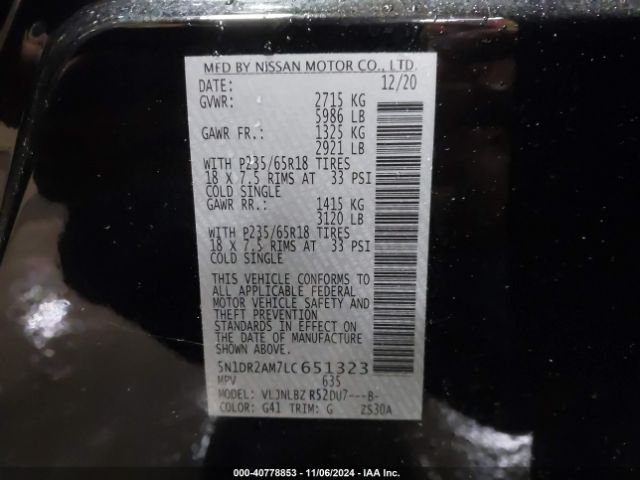 MFD BY NISSAN MOTOR CO., LTD.
DATE: 12/20
GVWR: 2715 KG
5986 LB
GAWR FR.: 1325 KG
2921 LB
WITH P235/65R18 TIRES
18 X 7.5 RIMS AT 33 PSI
COLD SINGLE
GAWR RR.: 1415 KG
3120 LB
WITH P235/65R18 TIRES
18 X 7.5 RIMS AT 33 PSI
COLD SINGLE
THIS VEHICLE CONFORMS TO
ALL APPLICABLE FEDERAL
MOTOR VEHICLE SAFETY AND
THEFT PREVENTION
STANDARDS IN EFFECT ON
THE DATE OF MANUFACTURE
SHOWN ABOVE.
5N1DR2AM7LC651323
MPV 635
MODEL: VLJNLBZ R52DU7---B-
COLOR: G41 TRIM: G ZS30A
000-40778853 - 11/06/2024 - IAA Inc.